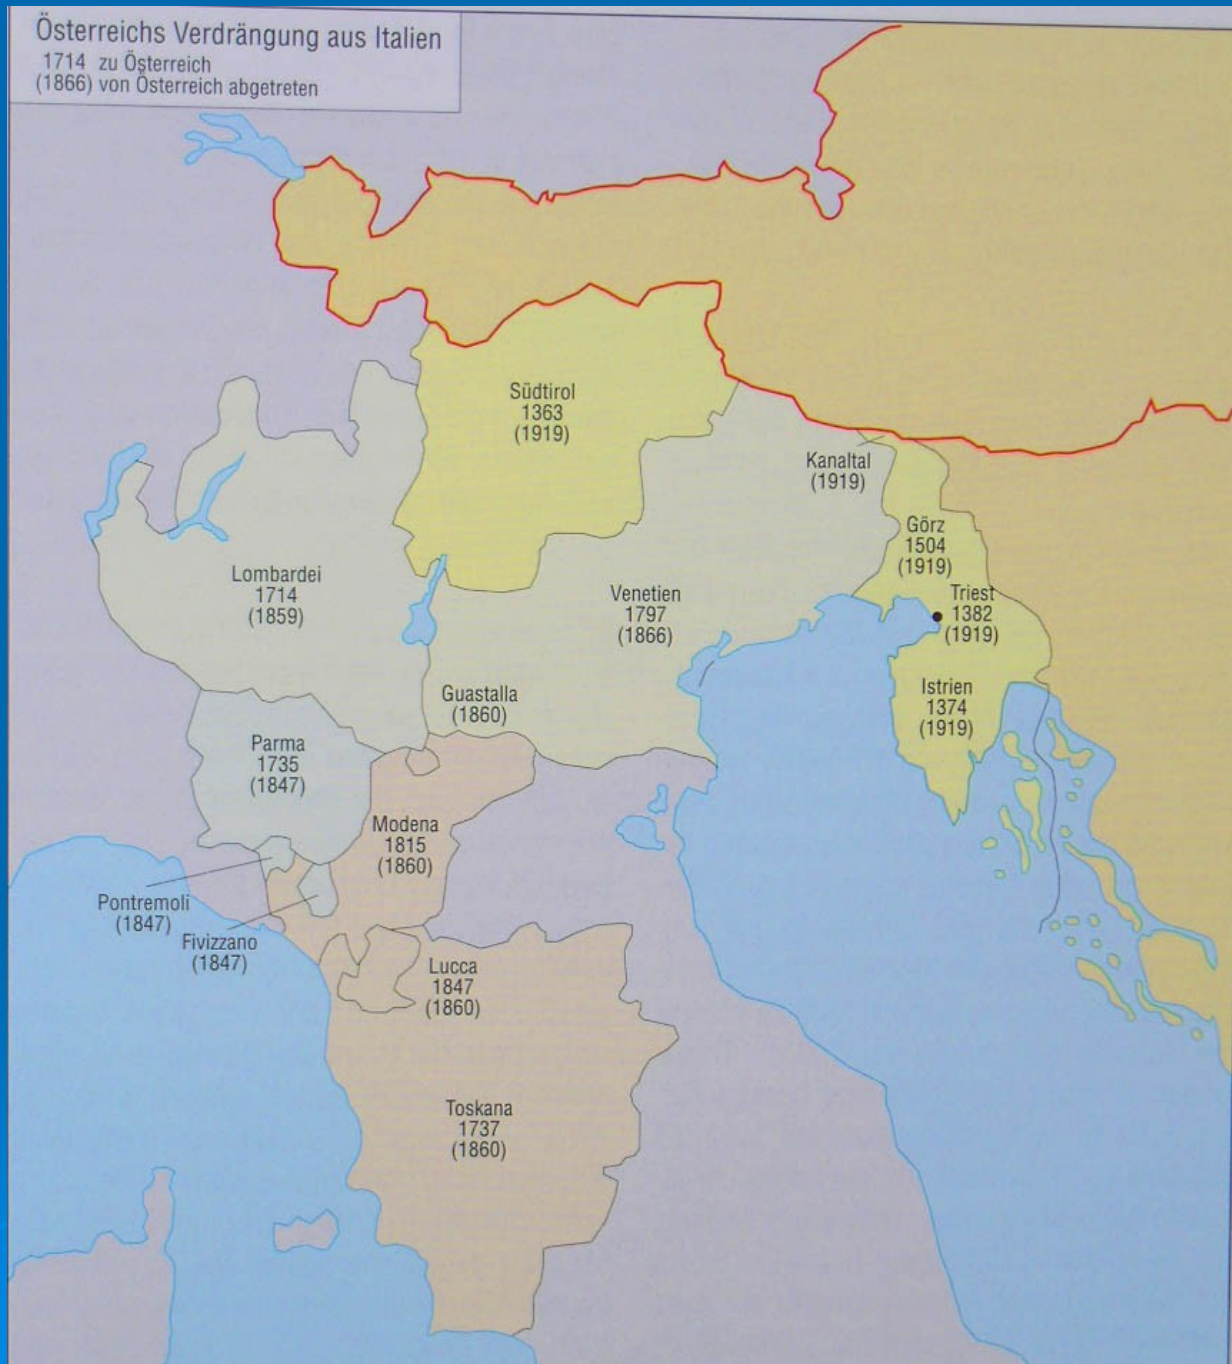 Österreichs Verdrängung aus Italien
1714 zu Österreich
(1866) von Österreich abgetreten
Südtirol
1363
(1919)
Kanaltal
(1919)
Görz
1504
(1919)
Lombardei
1714
(1859)
Venetien
1797
(1866)
Triest
1382
(1919)
Istrien
1374
(1919)
Guastalla
(1860)
Parma
1735
(1847)
Modena
1815
(1860)
Pontremoli
(1847)
Fivizzano
(1847)
Lucca
1847
(1860)
Toskana
1737
(1860)